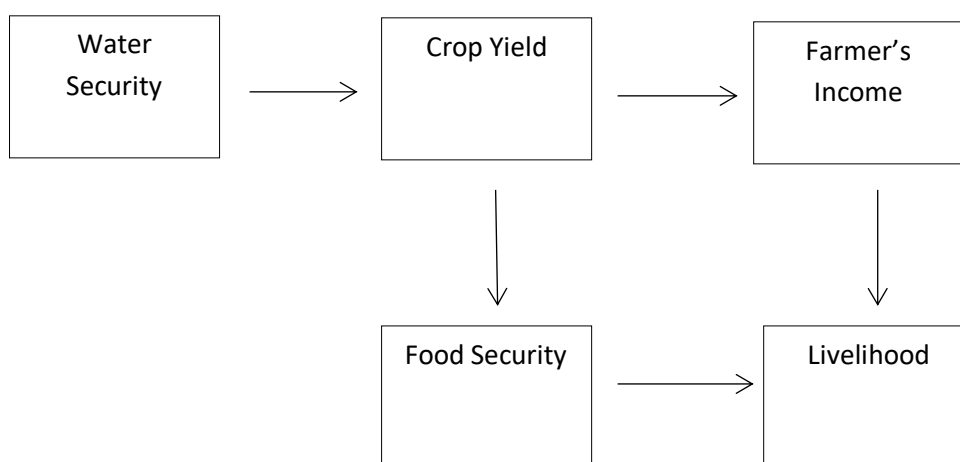 Water
Security
Crop Yield
Farmer’s
Income
Food Security
Livelihood